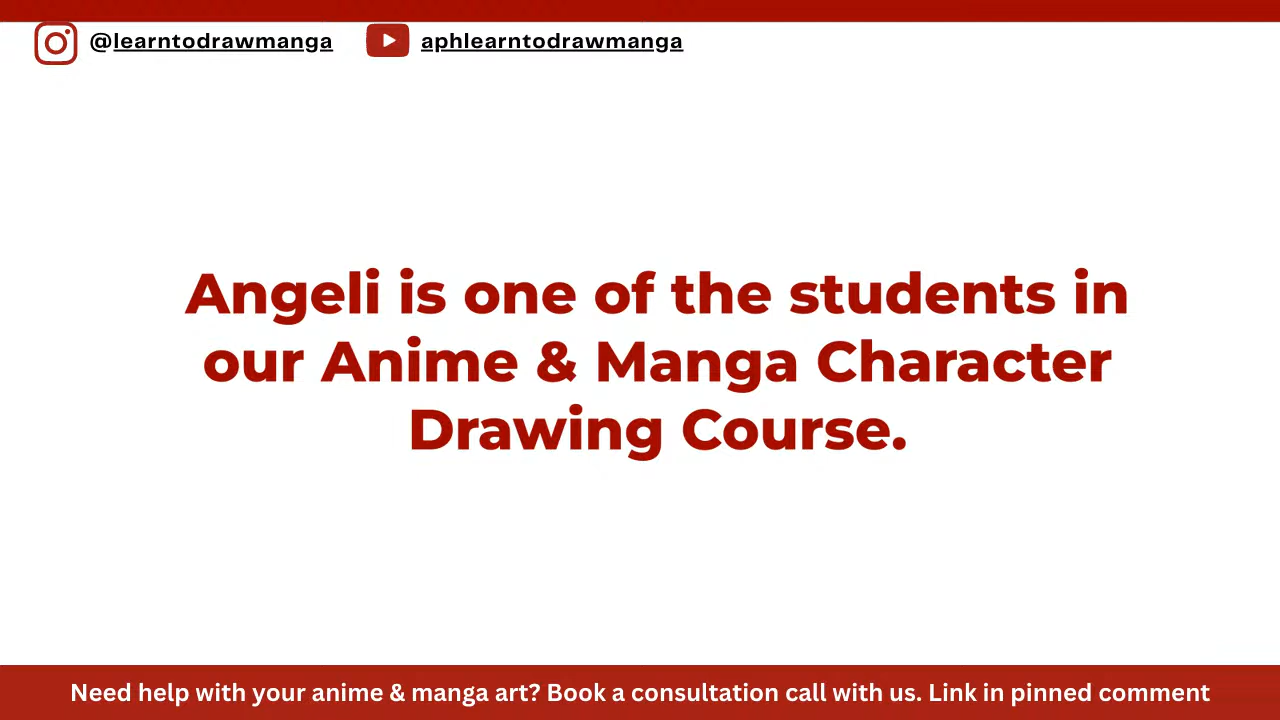 @learntodrawmanga aphlearntodrawmanga
Angeli is one of the students in
our Anime & Manga Character
Drawing Course.
Need help with your anime & manga art? Book a consultation call with us. Link in pinned comment